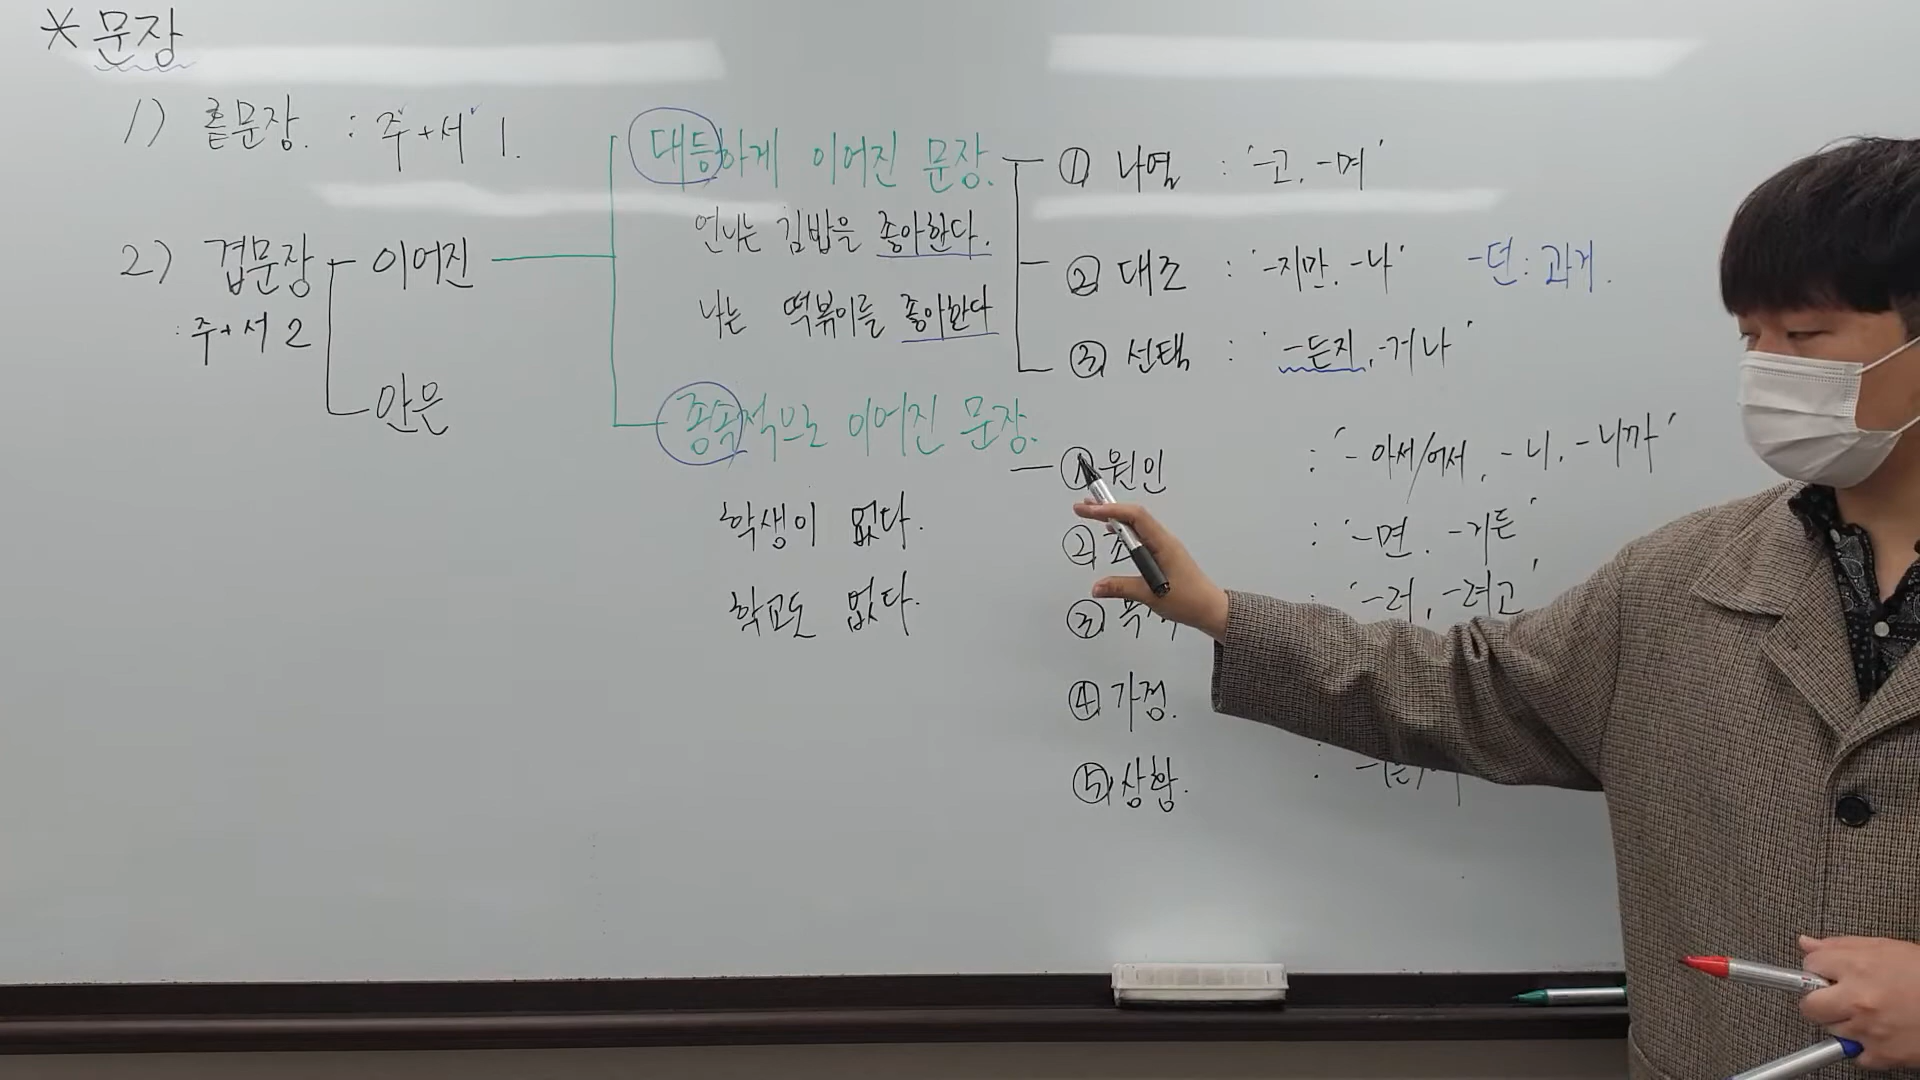 * 문장
1) 홑문장. : '주+서' 1.
2) 겹문장
: 주+서 2
이어진
안은
대등하게 이어진 문장.
언니는 김밥을 좋아한다.
나는 떡볶이를 좋아한다
① 나열 : '-고, -며'
② 대조 : '-지만, -나' -던 : 과거.
③ 선택 : '-든지, -거나'
종속적으로 이어진 문장.
학생이 없다.
학교도 없다.
① 원인 : '-아서/어서, -니, -니까'
② : '-면, -거든'
③ : '-러, -려고'
④ 가정.
⑤ 상황. :